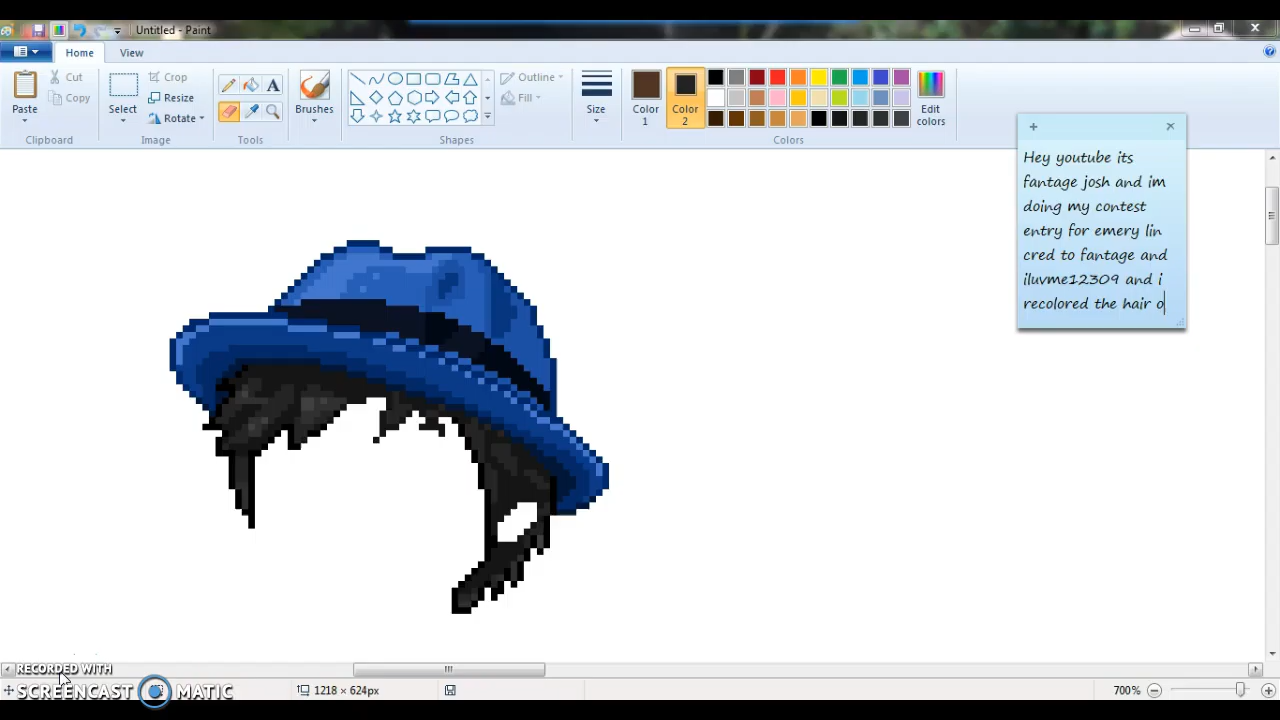 Untitled - Paint
Home
View
Paste
Cut
Copy
Clipboard
Select
Crop
Resize
Rotate
Image
A
Tools
Brushes
Outline
Fill
Shapes
Size
Color
1
Color
2
Edit
colors
Colors
Hey youtube its
fantage josh and im
doing my contest
entry for emery lin
cred to fantage and
iluvme12309 and i
recolored the hair o
RECORDED WITH
SCREENCAST MATIC
1218 × 624px
700%